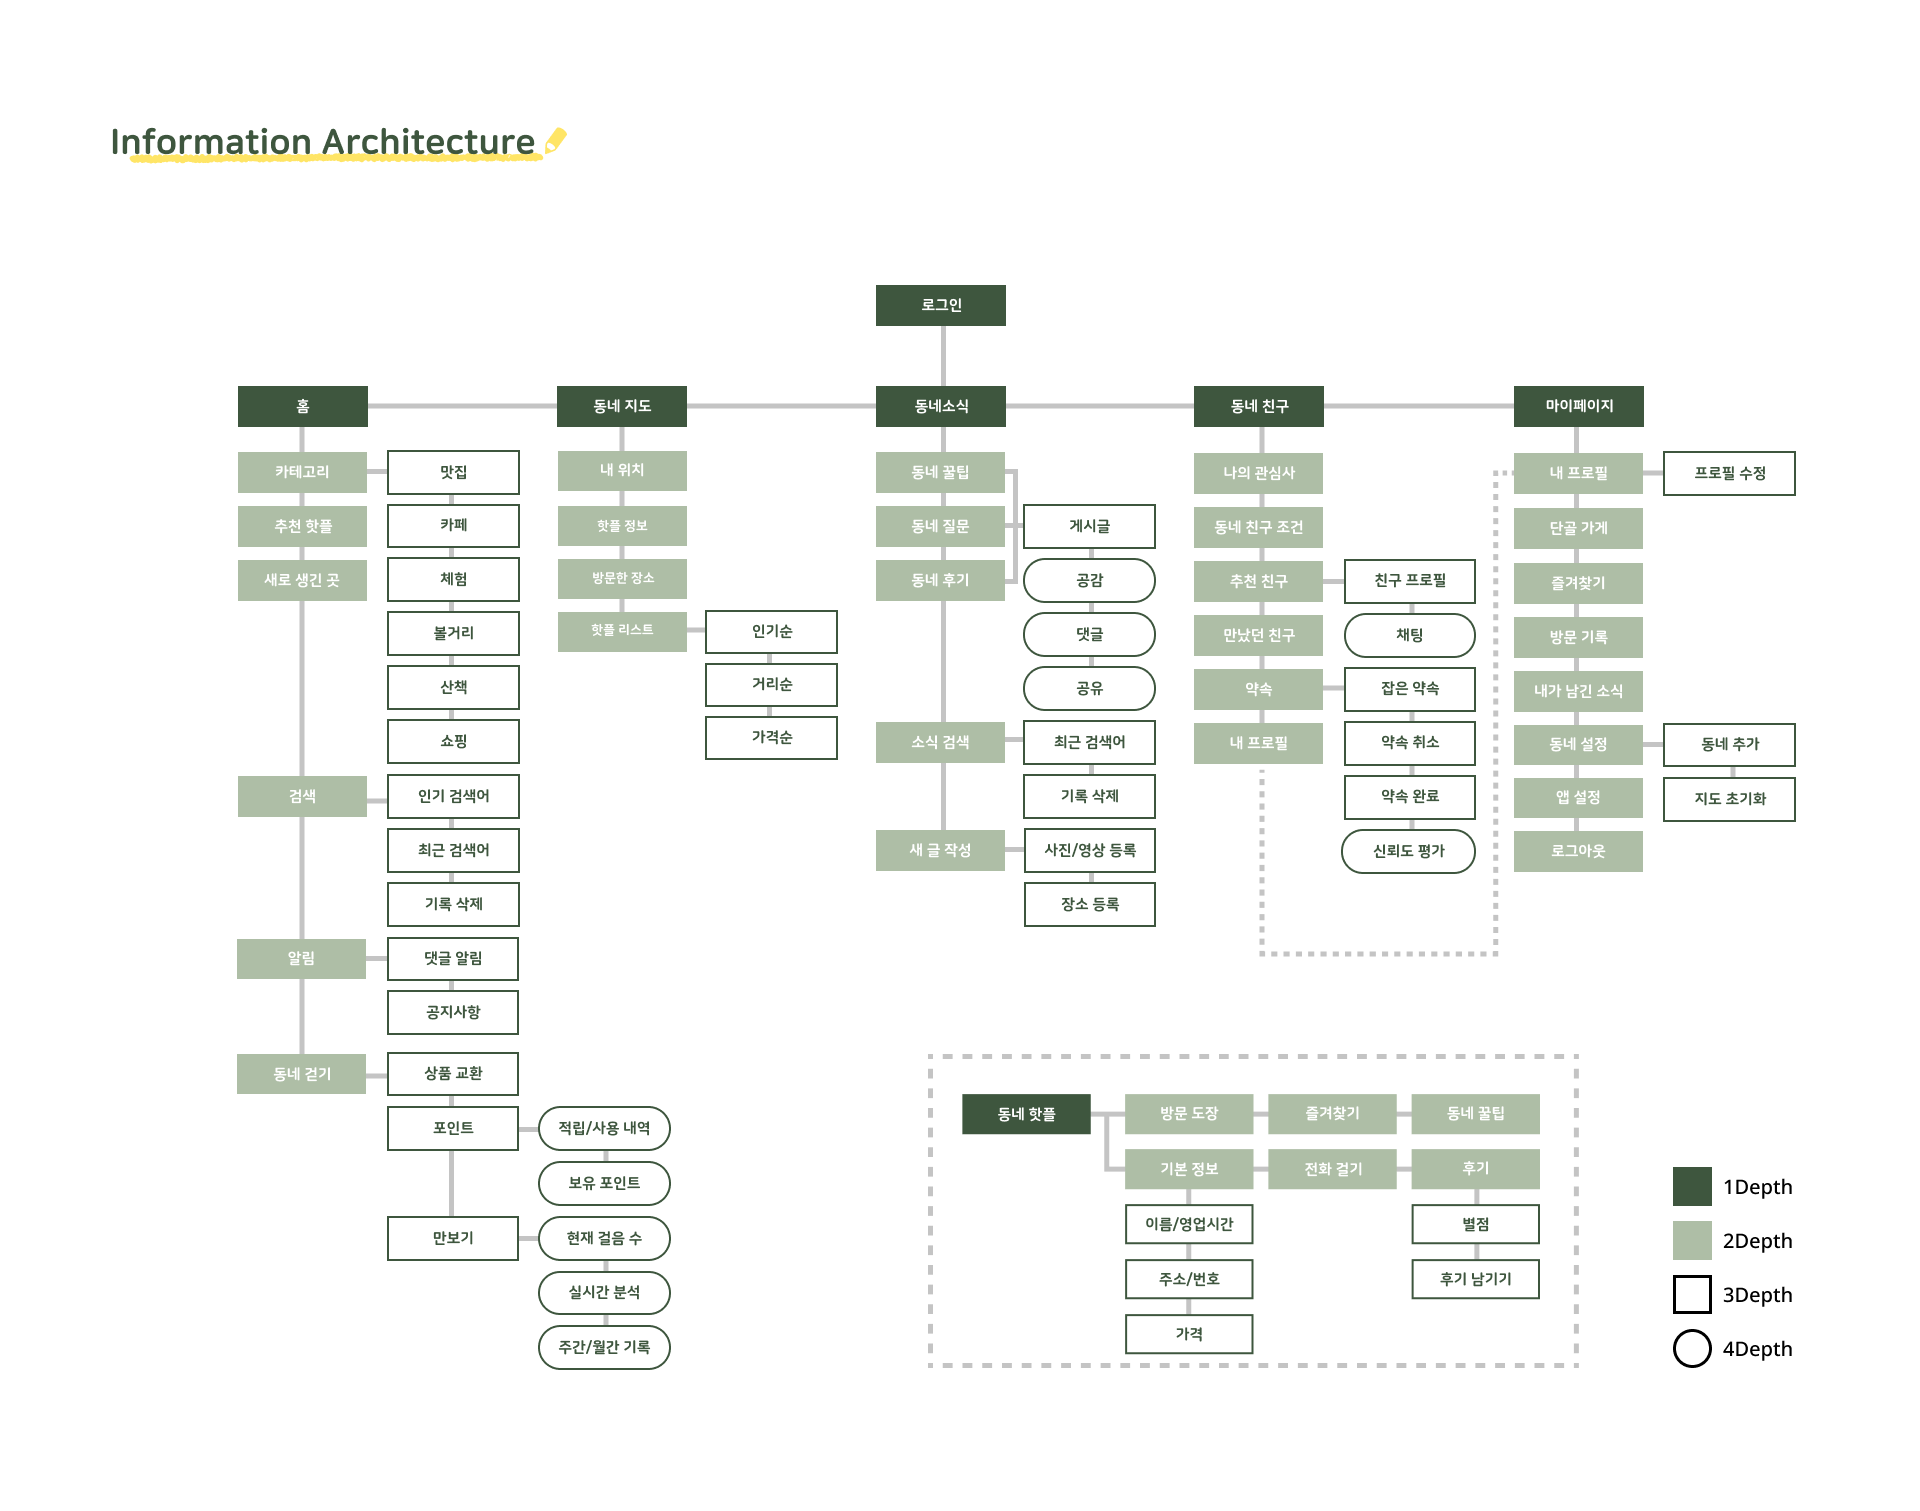 Information Architecture
로그인
홈
동네 지도
동네소식
동네 친구
마이페이지
카테고리
추천 핫플
새로 생긴 곳
검색
알림
동네 걷기
맛집
카페
체험
볼거리
산책
쇼핑
인기 검색어
최근 검색어
기록 삭제
댓글 알림
공지사항
상품 교환
포인트
만보기
적립/사용 내역
보유 포인트
현재 걸음 수
실시간 분석
주간/월간 기록
내 위치
핫플 정보
방문한 장소
핫플 리스트
인기순
거리순
가격순
동네 꿀팁
동네 질문
동네 후기
소식 검색
새 글 작성
게시글
공감
댓글
공유
최근 검색어
기록 삭제
사진/영상 등록
장소 등록
나의 관심사
동네 친구 조건
추천 친구
만났던 친구
약속
내 프로필
친구 프로필
채팅
잡은 약속
약속 취소
약속 완료
신뢰도 평가
내 프로필
단골 가게
즐겨찾기
방문 기록
내가 남긴 소식
동네 설정
앱 설정
로그아웃
프로필 수정
동네 추가
지도 초기화
동네 핫플
방문 도장
즐겨찾기
동네 꿀팁
기본 정보
전화 걸기
후기
이름/영업시간
주소/번호
가격
별점
후기 남기기
1Depth
2Depth
3Depth
4Depth